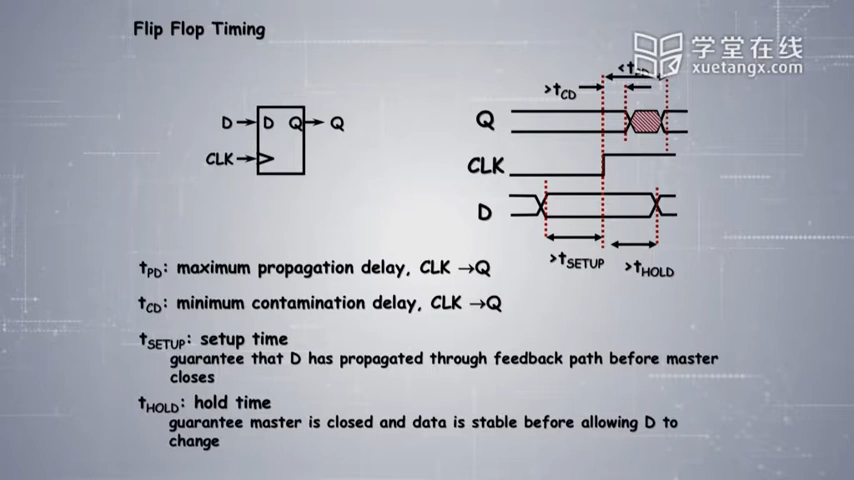 Flip Flop Timing
学堂在线
xuetangx.com
>tCD
D D Q Q
CLK
Q
CLK
D
>tSETUP
>tHOLD
tPD: maximum propagation delay, CLK →Q
tCD: minimum contamination delay, CLK →Q
tSETUP: setup time
guarantee that D has propagated through feedback path before master
closes
tHOLD: hold time
guarantee master is closed and data is stable before allowing D to
change